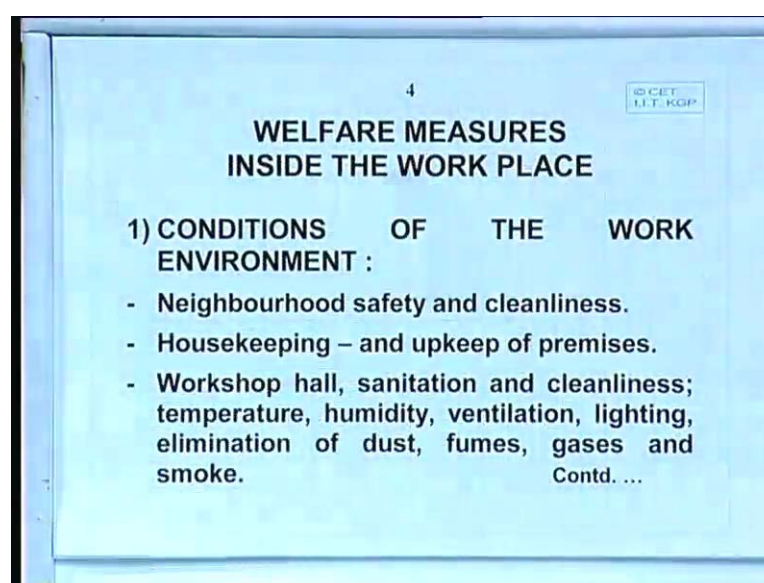 4
© CET
I.I.T. KGP
WELFARE MEASURES
INSIDE THE WORK PLACE
1) CONDITIONS OF THE WORK
ENVIRONMENT :
- Neighbourhood safety and cleanliness.
- Housekeeping – and upkeep of premises.
- Workshop hall, sanitation and cleanliness;
temperature, humidity, ventilation, lighting,
elimination of dust, fumes, gases and
smoke. Contd. ...